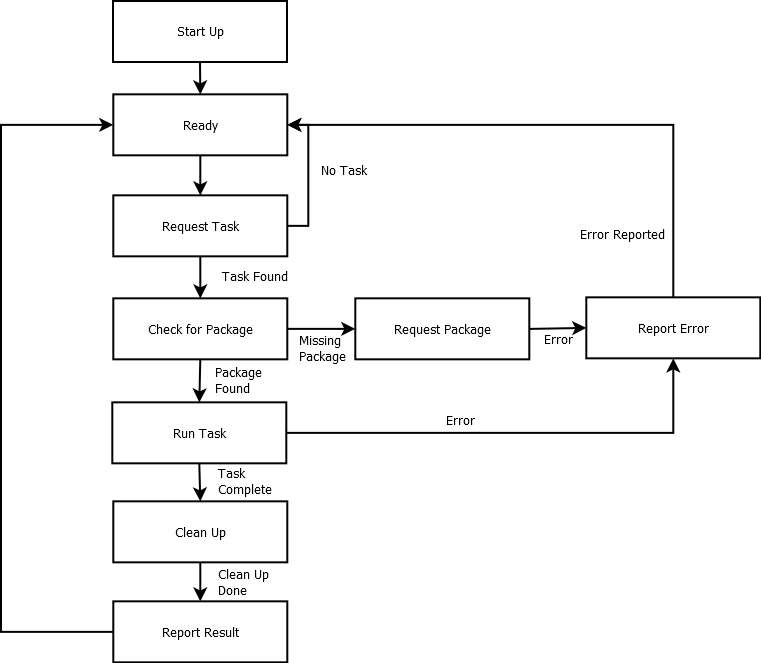 Start Up
Ready
No Task
Request Task
Error Reported
Task Found
Check for Package
Missing
Package
Request Package
Error
Report Error
Package
Found
Run Task
Error
Task
Complete
Clean Up
Clean Up
Done
Report Result